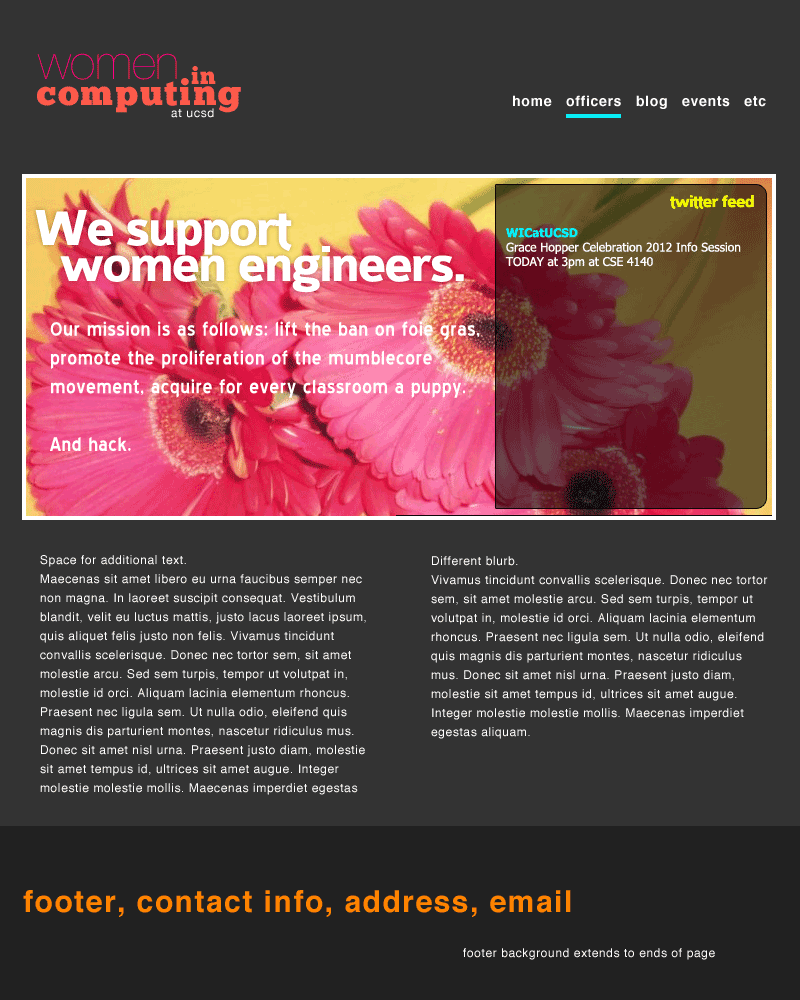 women in
computing
at ucsd
home officers blog events etc
We support
women engineers.
Our mission is as follows: lift the ban on foie gras,
promote the proliferation of the mumblecore
movement, acquire for every classroom a puppy.
And hack.
twitter feed
WICatUCSD
Grace Hopper Celebration 2012 Info Session
TODAY at 3pm at CSE 4140
Space for additional text.
Maecenas sit amet libero eu urna faucibus semper nec
non magna. In laoreet suscipit consequat. Vestibulum
blandit, velit eu luctus mattis, justo lacus laoreet ipsum,
quis aliquet felis justo non felis. Vivamus tincidunt
convallis scelerisque. Donec nec tortor sem, sit amet
molestie arcu. Sed sem turpis, tempor ut volutpat in,
molestie id orci. Aliquam lacinia elementum rhoncus.
Praesent nec ligula sem. Ut nulla odio, eleifend quis
magnis dis parturient montes, nascetur ridiculus mus.
Donec sit amet nisl urna. Praesent justo diam, molestie
sit amet tempus id, ultrices sit amet augue. Integer
molestie molestie mollis. Maecenas imperdiet egestas
Different blurb.
Vivamus tincidunt convallis scelerisque. Donec nec tortor
sem, sit amet molestie arcu. Sed sem turpis, tempor ut
volutpat in, molestie id orci. Aliquam lacinia elementum
rhoncus. Praesent nec ligula sem. Ut nulla odio, eleifend
quis magnis dis parturient montes, nascetur ridiculus
mus. Donec sit amet nisl urna. Praesent justo diam,
molestie sit amet tempus id, ultrices sit amet augue.
Integer molestie molestie mollis. Maecenas imperdiet
egestas aliquam.
footer, contact info, address, email
footer background extends to ends of page